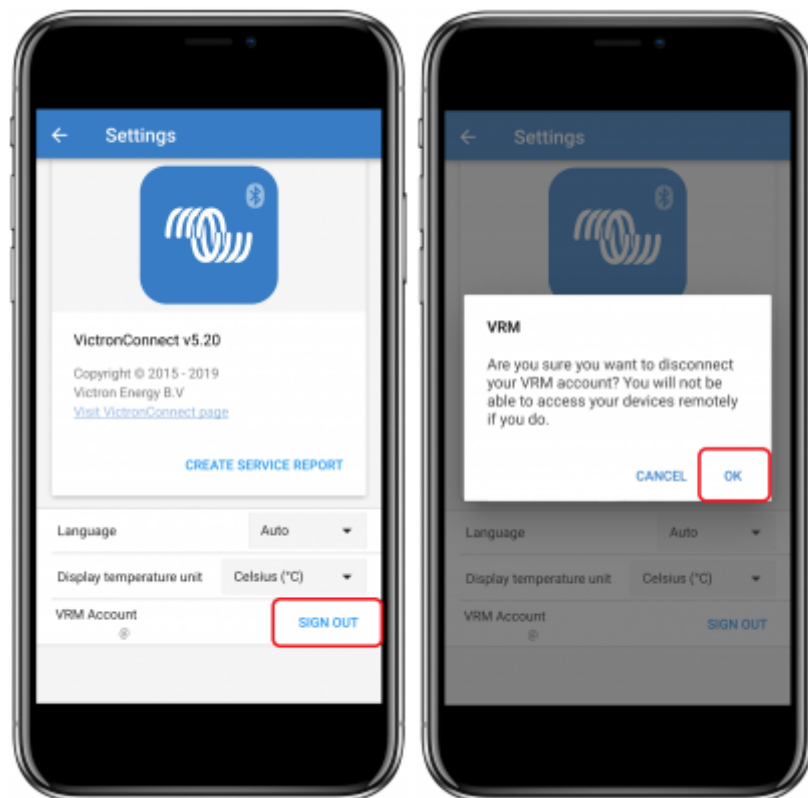 Settings
VictronConnect v5.20
Copyright © 2015 - 2019
Victron Energy B.V
Visit VictronConnect page
CREATE SERVICE REPORT
Language Auto
Display temperature unit Celsius (°C)
VRM Account
@
SIGN OUT
Settings
VRM
Are you sure you want to disconnect
your VRM account? You will not be
able to access your devices remotely
if you do.
CANCEL OK
Language Auto
Display temperature unit Celsius (°C)
VRM Account
@
SIGN OUT